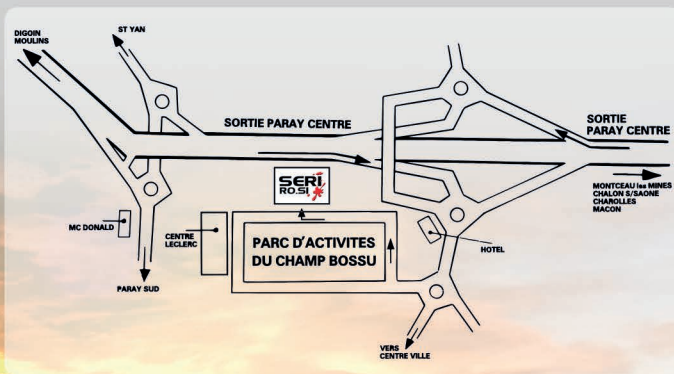 DIGOIN
MOULINS
ST YAN
SORTIE PARAY CENTRE
SORTIE
PARAY CENTRE
MONTCEAU les MINES
CHALON S/SAONE
CHAROLLES
MACON
SERI
RO.SI
MC DONALD
CENTRE
LECLERC
PARC D'ACTIVITES
DU CHAMP BOSSU
HOTEL
PARAY SUD
VERS
CENTRE VILLE